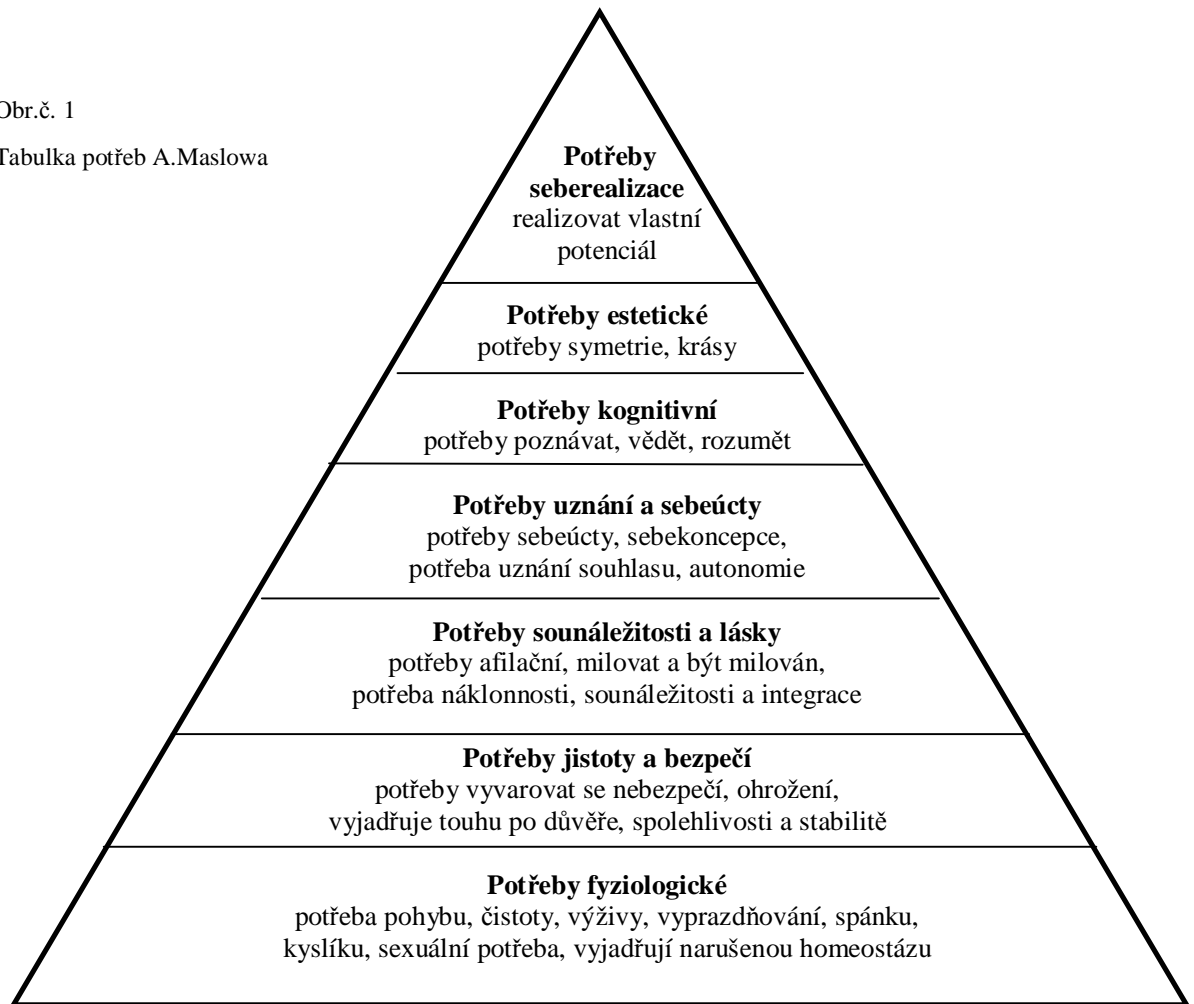 Obr.č. 1
Tabulka potřeb A.Maslowa
Potřeby
seberealizace
realizovat vlastní
potenciál
Potřeby estetické
potřeby symetrie, krásy
Potřeby kognitivní
potřeby poznávat, vědět, rozumět
Potřeby uznání a sebeúcty
potřeby sebeúcty, sebekoncepce,
potřeba uznání souhlasu, autonomie
Potřeby sounáležitosti a lásky
potřeby afilační, milovat a být milován,
potřeba náklonnosti, sounáležitosti a integrace
Potřeby jistoty a bezpečí
potřeby vyvarovat se nebezpečí, ohrožení,
vyjadřuje touhu po důvěře, spolehlivosti a stabilitě
Potřeby fyziologické
potřeba pohybu, čistoty, výživy, vyprazdňování, spánku,
kyslíku, sexuální potřeba, vyjadřují narušenou homeostázu